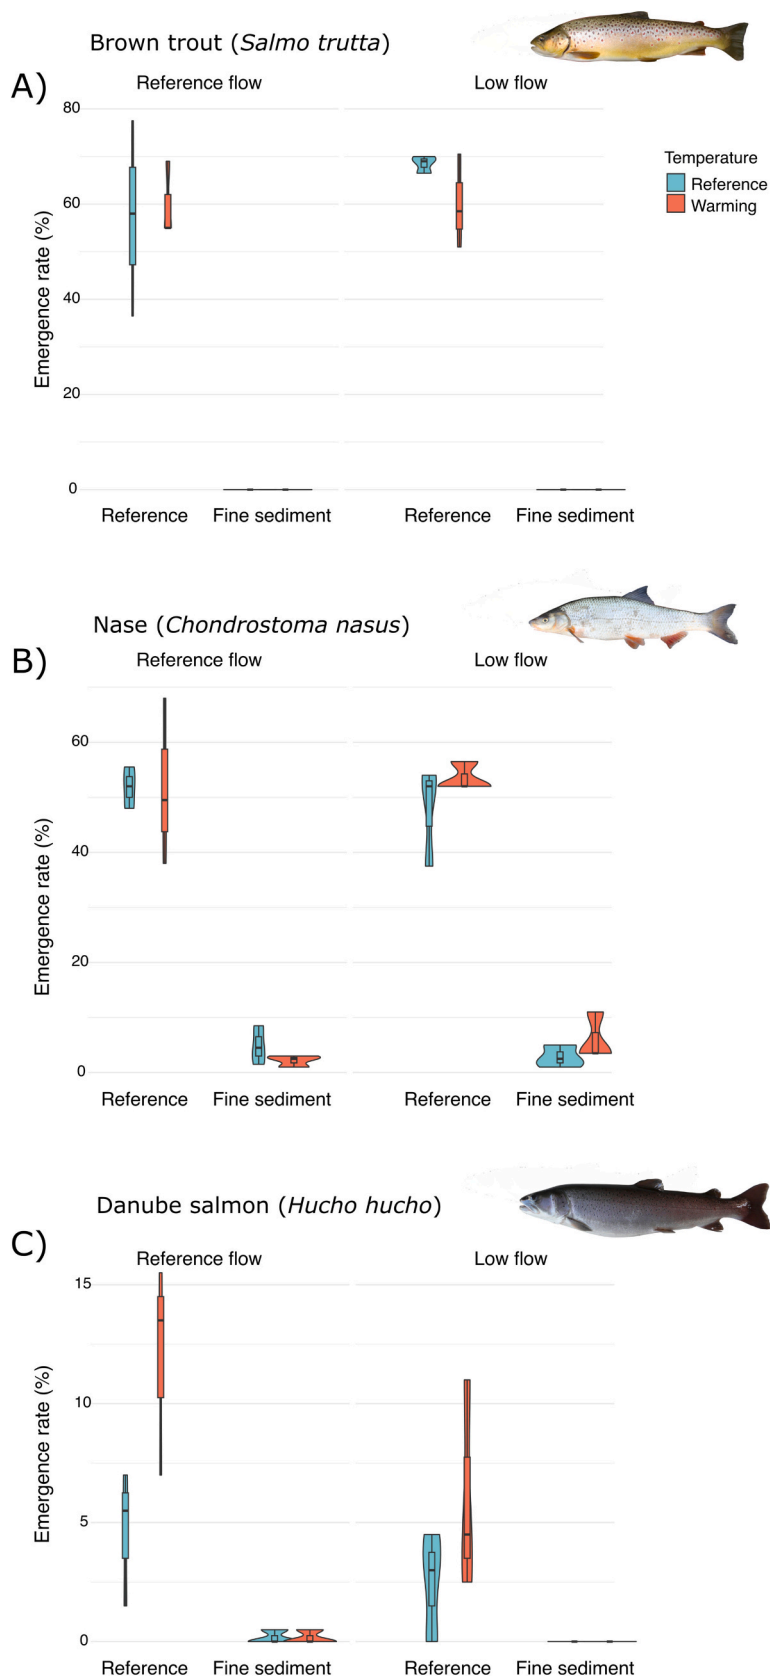 Brown trout (Salmo trutta)
A)
Reference flow
Low flow
80
60
40
20
0
Emergence rate (%)
Temperature
Reference
Warming
Reference
Fine sediment
Reference
Fine sediment
Nase (Chondrostoma nasus)
B)
Reference flow
Low flow
60
40
20
0
Emergence rate (%)
Reference
Fine sediment
Reference
Fine sediment
Danube salmon (Hucho hucho)
C)
Reference flow
Low flow
15
10
5
0
Emergence rate (%)
Reference
Fine sediment
Reference
Fine sediment